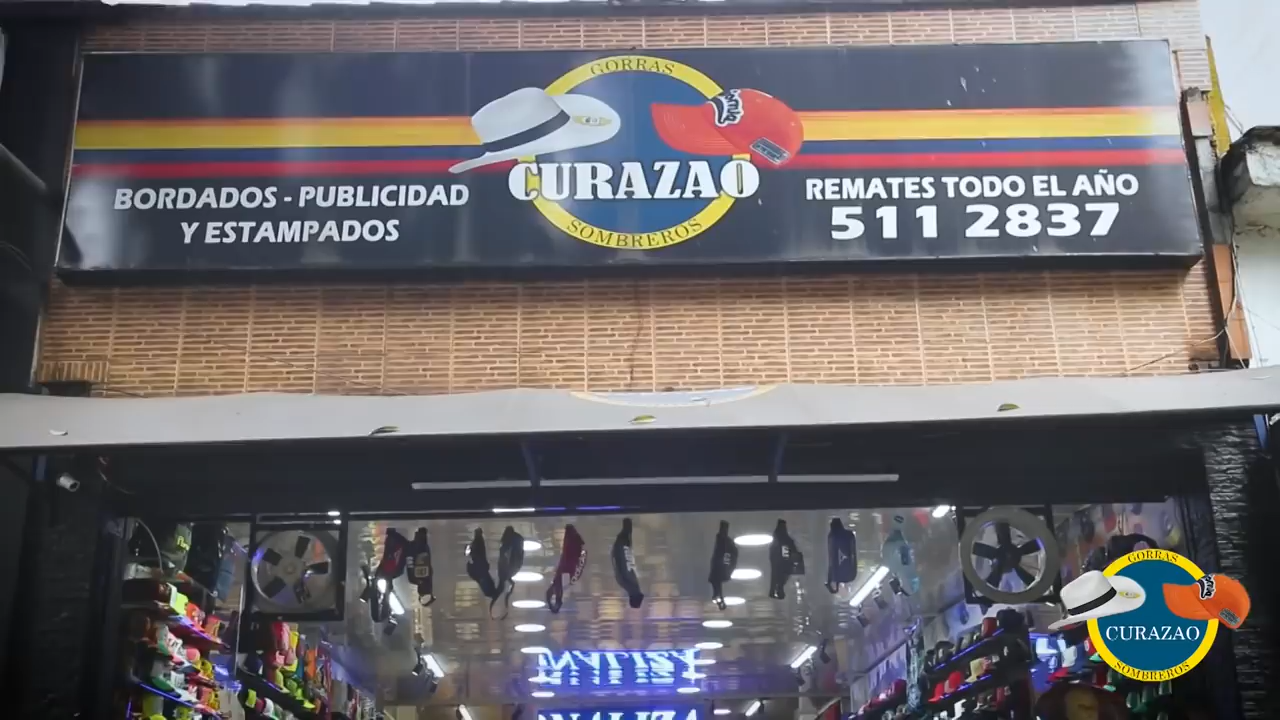 GORRAS
CURAZAO
SOMBREROS
BORDADOS - PUBLICIDAD
Y ESTAMPADOS
REMATES TODO EL AÑO
511 2837
GORRAS
CURAZAO
SOMBREROS